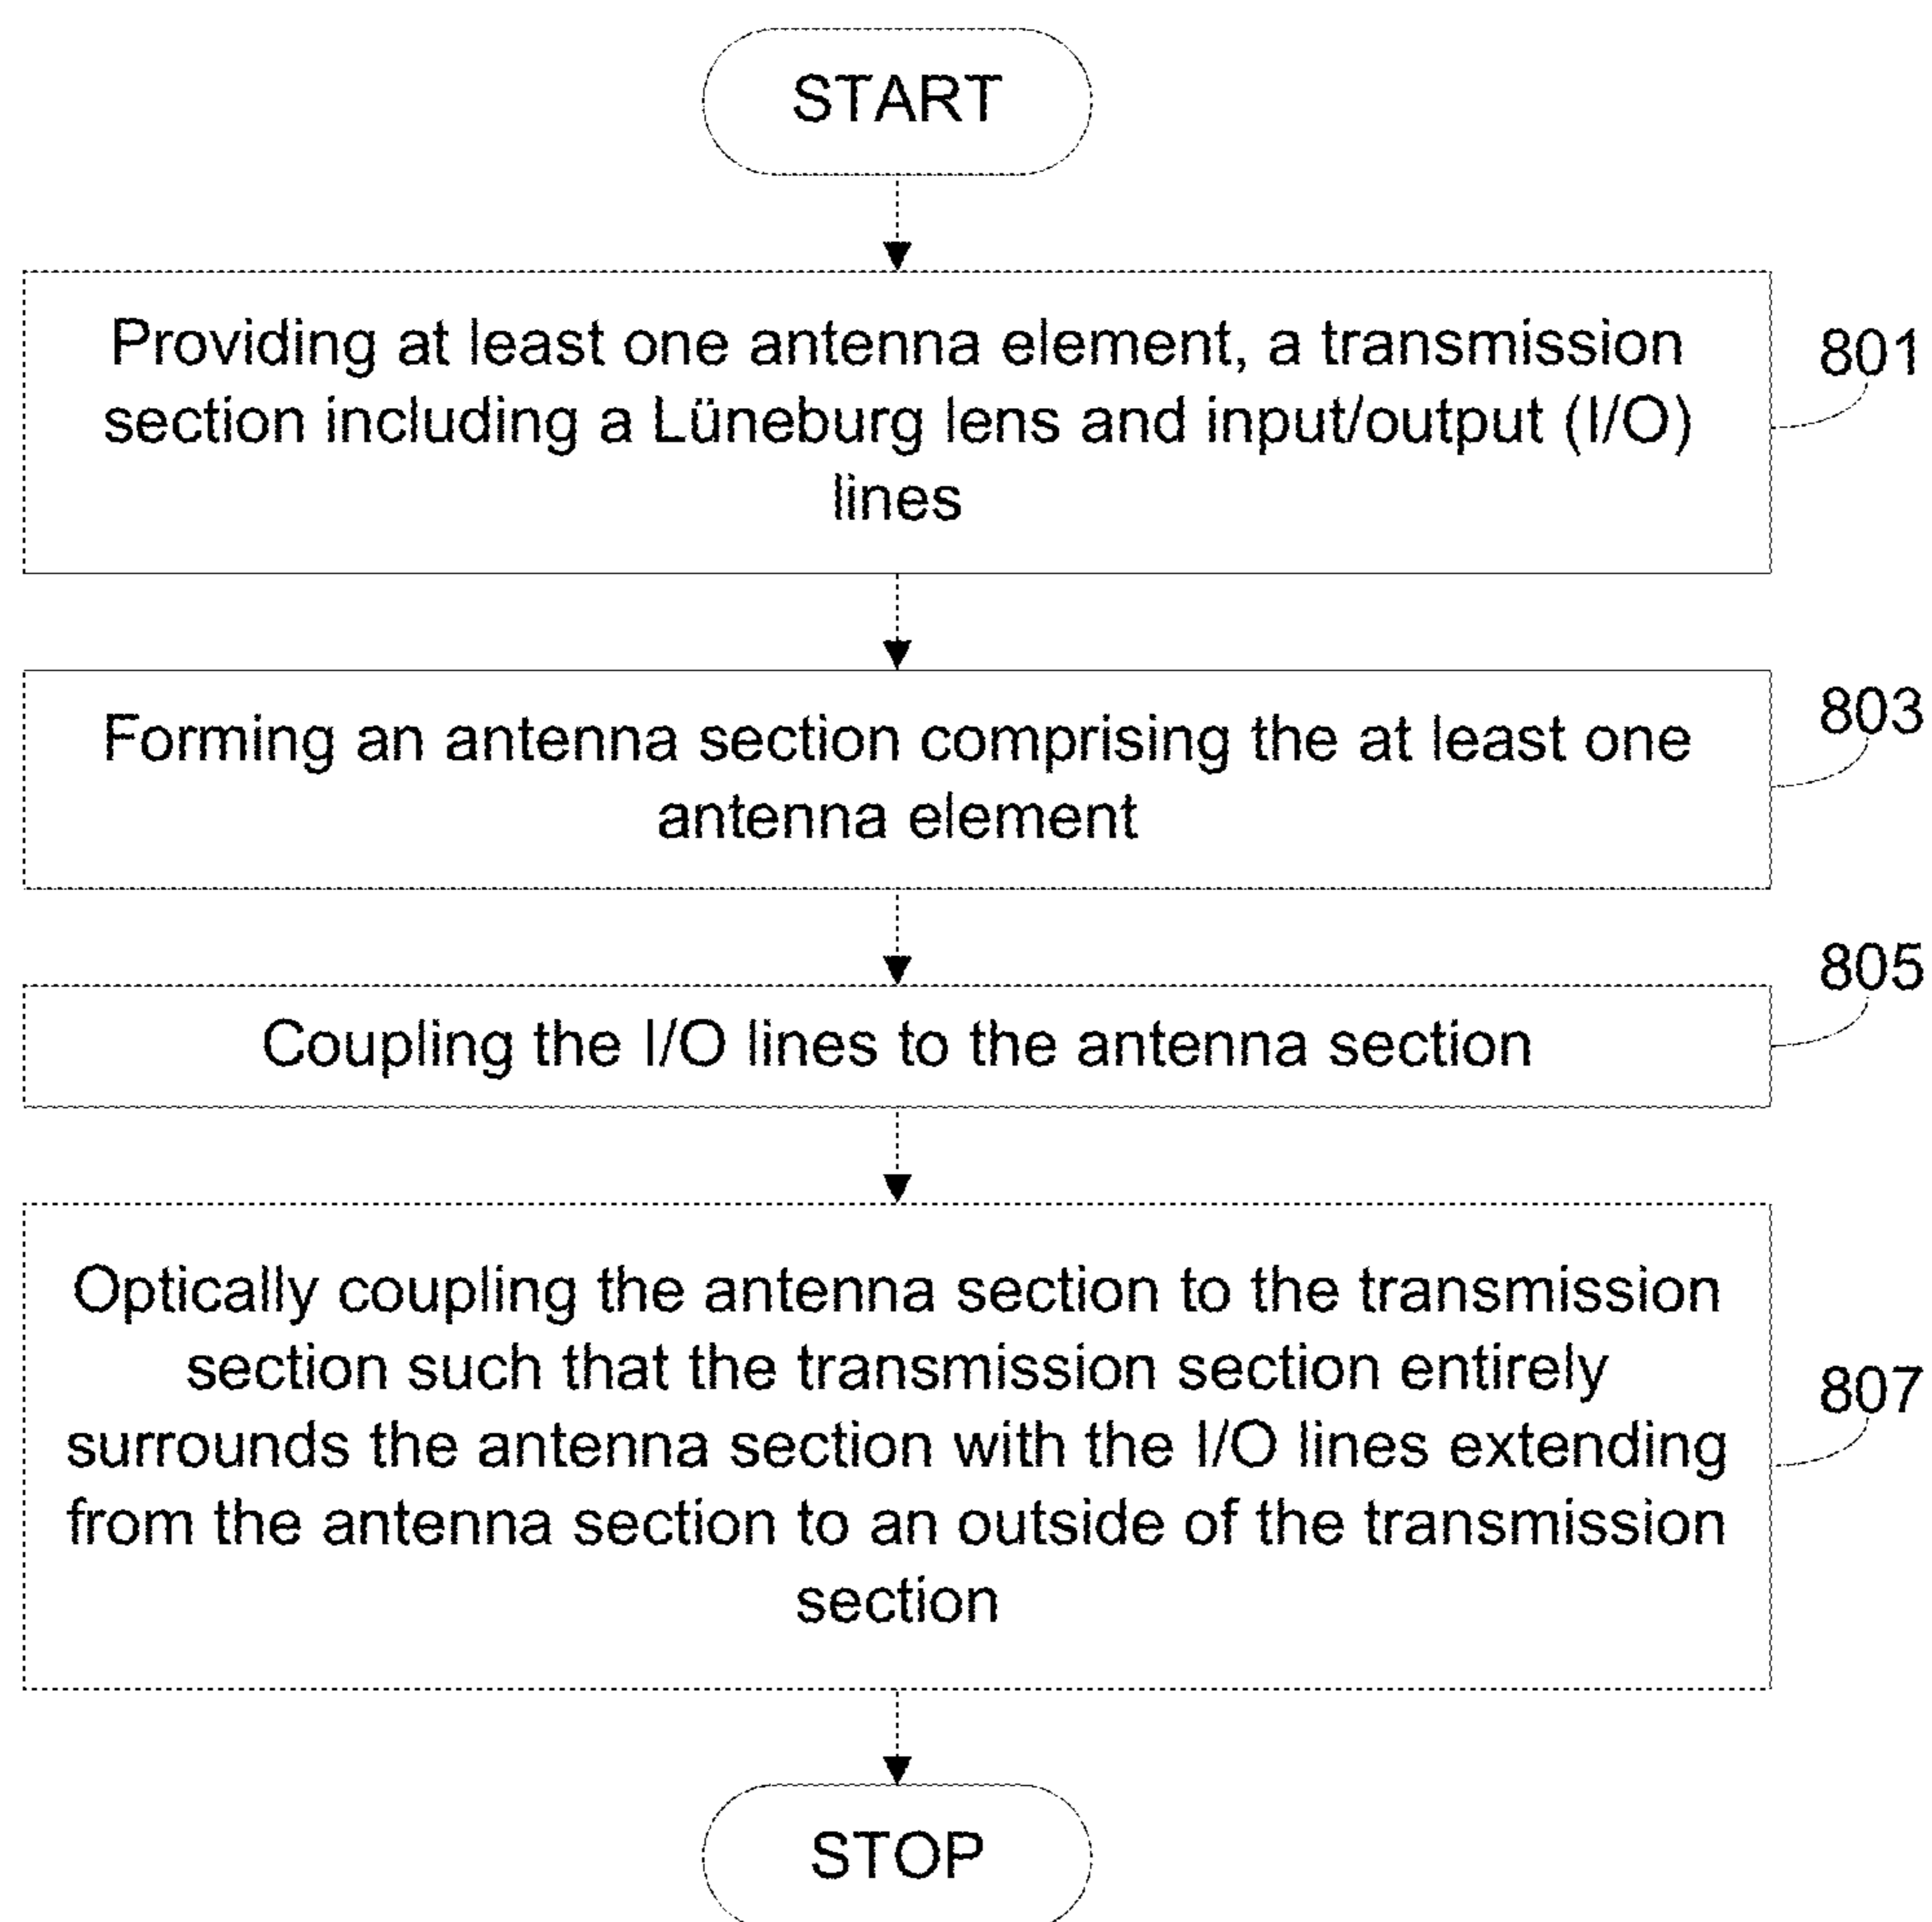 START
Providing at least one antenna element, a transmission
section including a Lüneburg lens and input/output (I/O)
lines
801
Forming an antenna section comprising the at least one
antenna element
803
Coupling the I/O lines to the antenna section
805
Optically coupling the antenna section to the transmission
section such that the transmission section entirely
surrounds the antenna section with the I/O lines extending
from the antenna section to an outside of the transmission
section
807
STOP